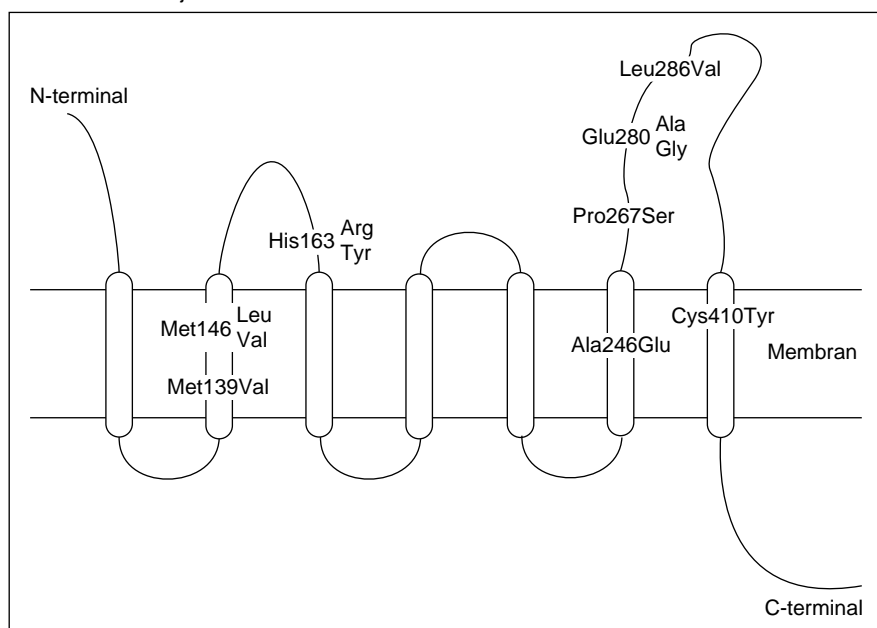 Leu286Val
N-terminal
Glu280 Ala
Gly
Pro267Ser
His163 Arg
Tyr
Met146 Leu
Val
Cys410Tyr
Ala246Glu
Membran
Met139Val
C-terminal